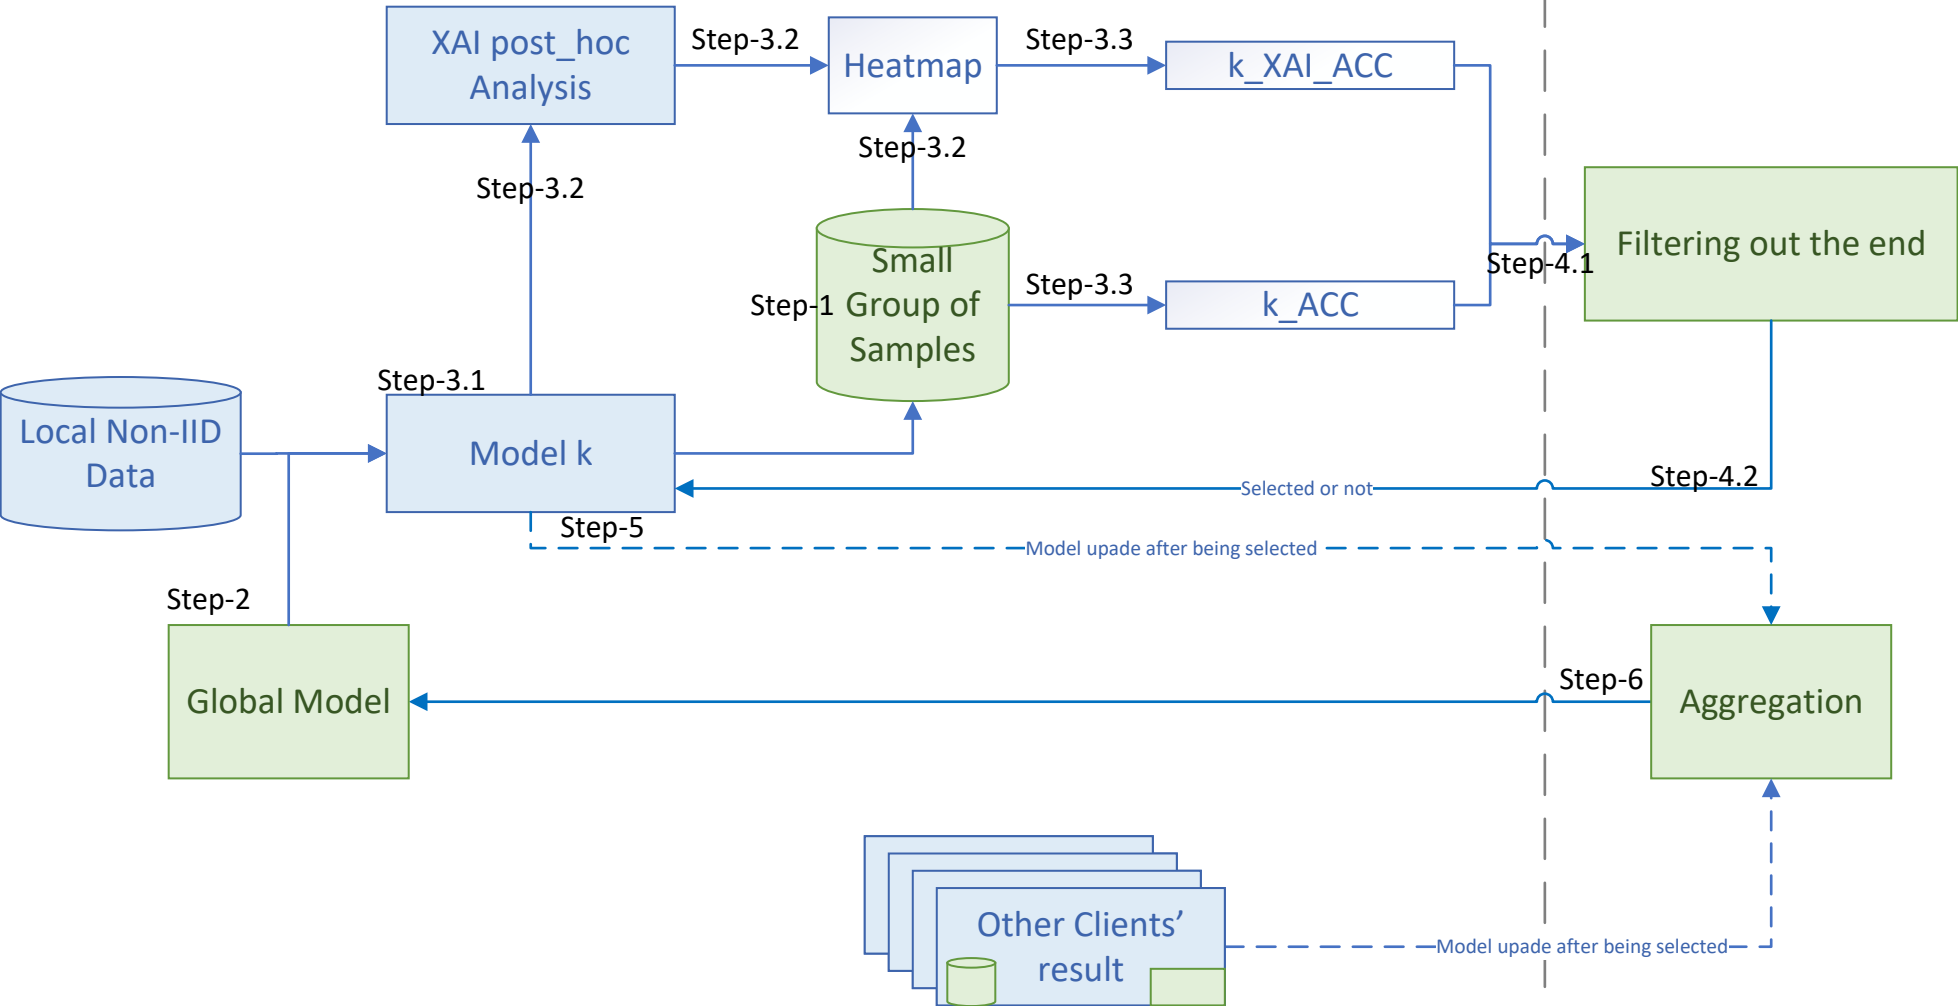 XAI post_hoc
Analysis
Step-3.2
Heatmap
Step-3.3
k_XAI_ACC
Step-3.2
Step-3.2
Small
Group of
Samples
Step-1
Step-3.3
k_ACC
Step-4.1
Filtering out the end
Step-3.1
Local Non-IID
Data
Model k
Selected or not
Step-4.2
Step-5
Model upade after being selected
Step-2
Global Model
Step-6
Aggregation
Other Clients’
result
Model upade after being selected